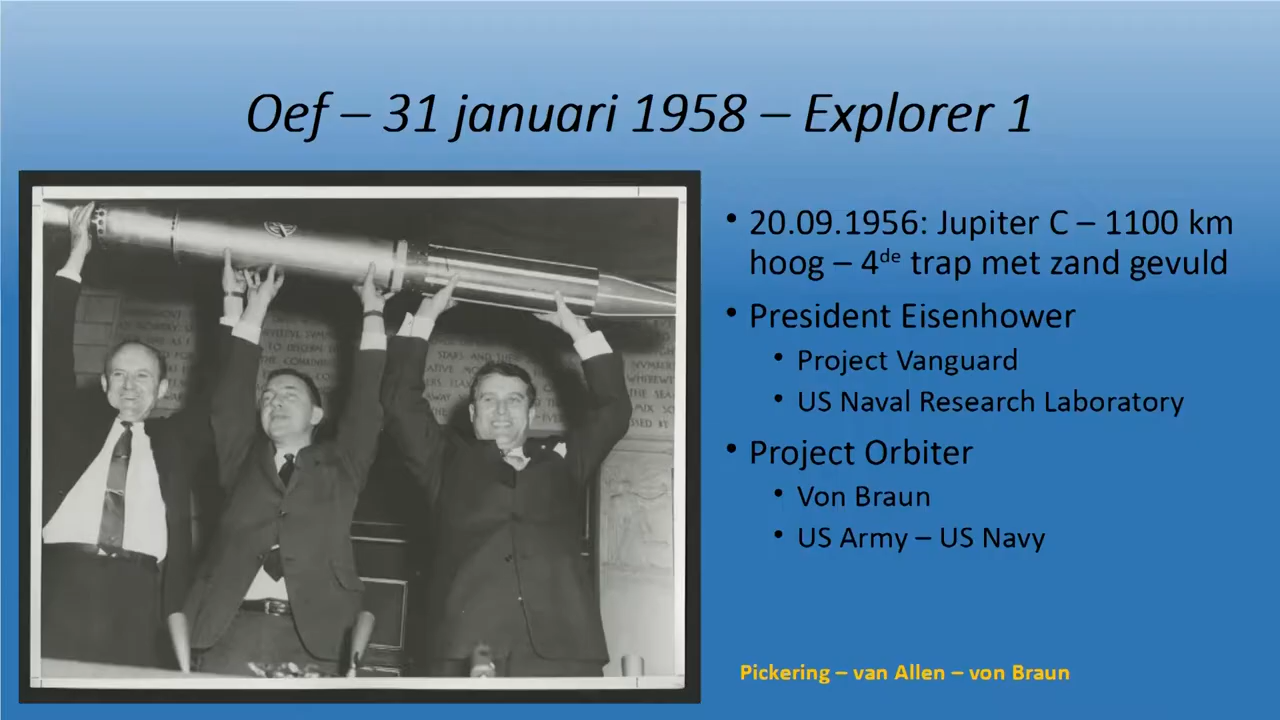 Oef – 31 januari 1958 – Explorer 1
• 20.09.1956: Jupiter C – 1100 km
hoog – 4de trap met zand gevuld
• President Eisenhower
• Project Vanguard
• US Naval Research Laboratory
• Project Orbiter
• Von Braun
• US Army – US Navy
Pickering – van Allen – von Braun